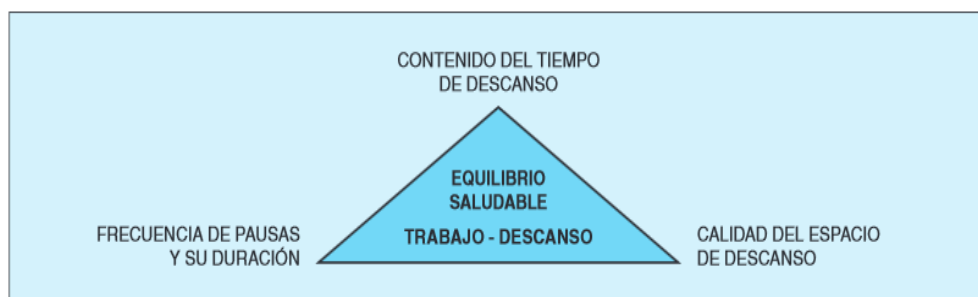 CONTENIDO DEL TIEMPO
DE DESCANSO
EQUILIBRIO
SALUDABLE
TRABAJO - DESCANSO
FRECUENCIA DE PAUSAS
Y SU DURACIÓN
CALIDAD DEL ESPACIO
DE DESCANSO